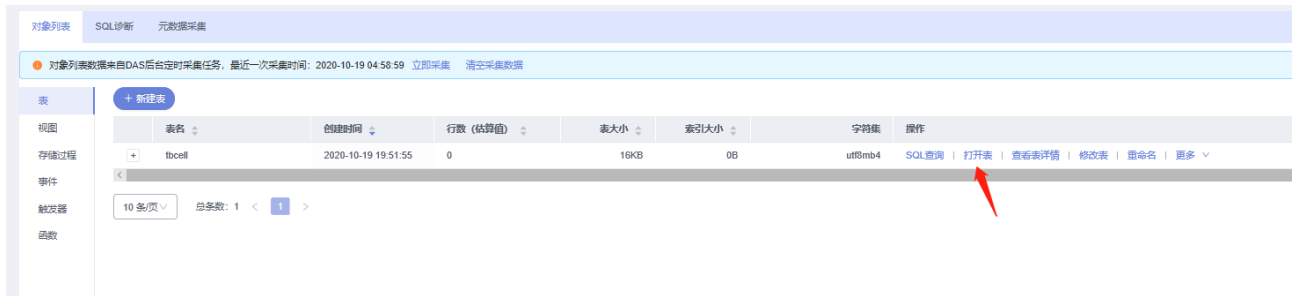 对象列表 SQL诊断 元数据采集
对象列表数据来自DAS后台定时采集任务，最近一次采集时间：2020-10-19 04:58:59 立即采集 清空采集数据
表
视图
存储过程
事件
触发器
函数
+ 新建表
表名 创建时间 行数（估算值） 表大小 索引大小 字符集 操作
+ tbcell 2020-10-19 19:51:55 0 16KB 0B utf8mb4 SQL查询 | 打开表 | 查看表详情 | 修改表 | 重命名 | 更多
10 条/页 总条数：1 < 1 >